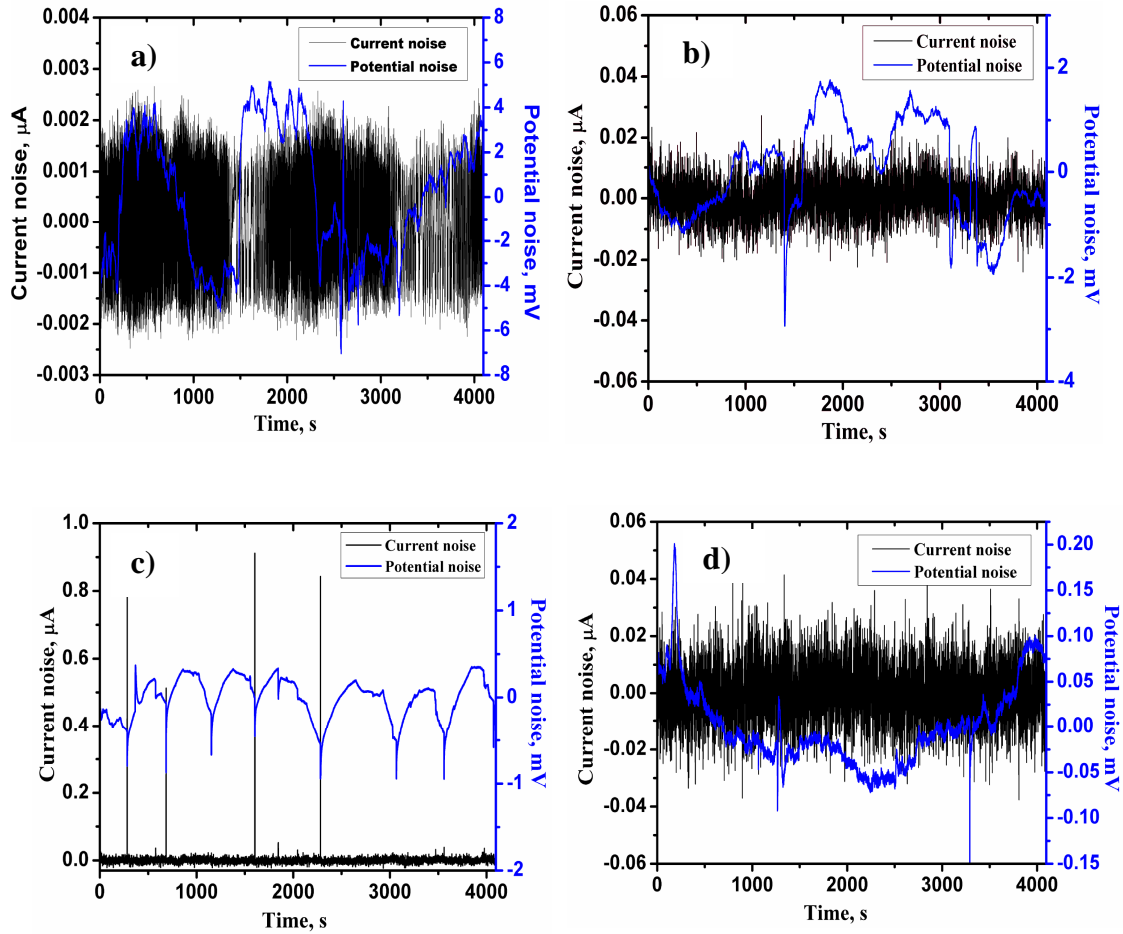 a)
Current noise
Potential noise
0.004
0.003
0.002
0.001
0.000
-0.001
-0.002
-0.003
8
6
4
2
0
-2
-4
-6
-8
0 1000 2000 3000 4000
Current noise, μA
Potential noise, mV
Time, s
b)
Current noise
Potential noise
0.06
0.04
0.02
0.00
-0.02
-0.04
-0.06
2
0
-2
-4
0 1000 2000 3000 4000
Current noise, μA
Potential noise, mV
Time, s
c)
Current noise
Potential noise
1.0
0.8
0.6
0.4
0.2
0.0
2
1
0
-1
-2
0 1000 2000 3000 4000
Current noise, μA
Potential noise, mV
Time, s
d)
Current noise
Potential noise
0.06
0.04
0.02
0.00
-0.02
-0.04
-0.06
0.20
0.15
0.10
0.05
0.00
-0.05
-0.10
-0.15
0 1000 2000 3000 4000
Current noise, μA
Potential noise, mV
Time, s